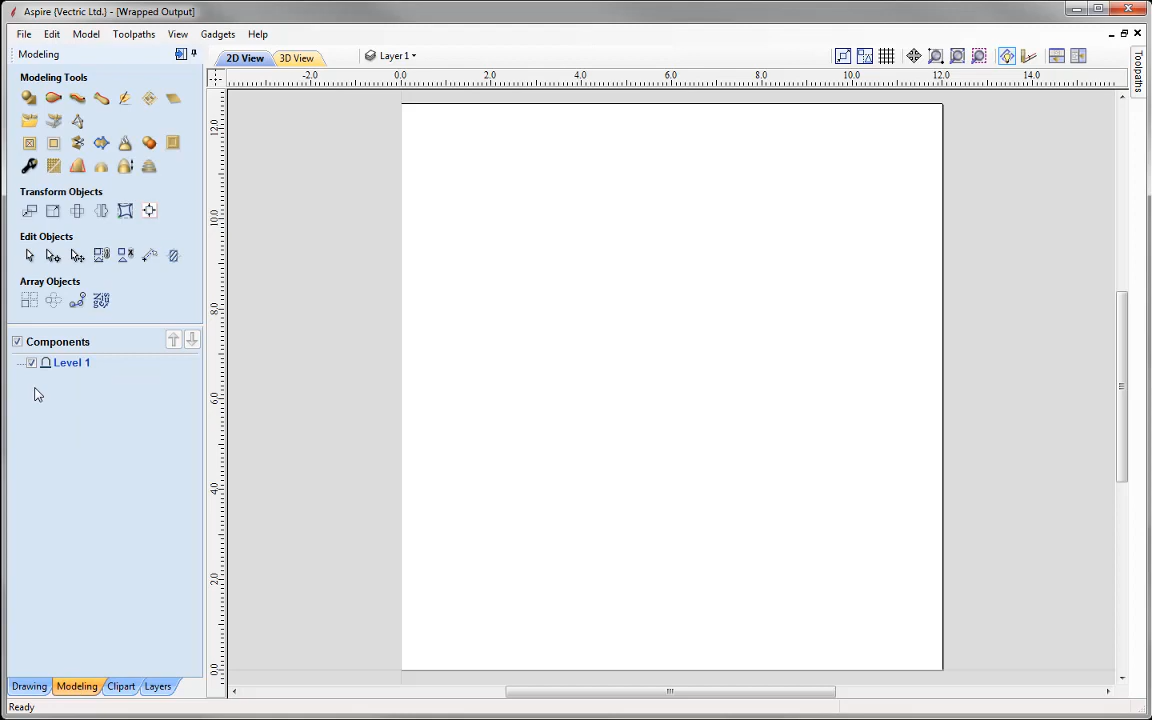 Aspire {Vectric Ltd.} - [Wrapped Output]
File Edit Model Toolpaths View Gadgets Help
Modeling
2D View 3D View Layer 1
Toolpaths
-2.0 0.0 2.0 4.0 6.0 8.0 10.0 12.0 14.0
12.0
10.0
8.0
6.0
4.0
2.0
0.0
Modeling Tools
Transform Objects
Edit Objects
Array Objects
Components
Level 1
Drawing Modeling Clipart Layers
Ready